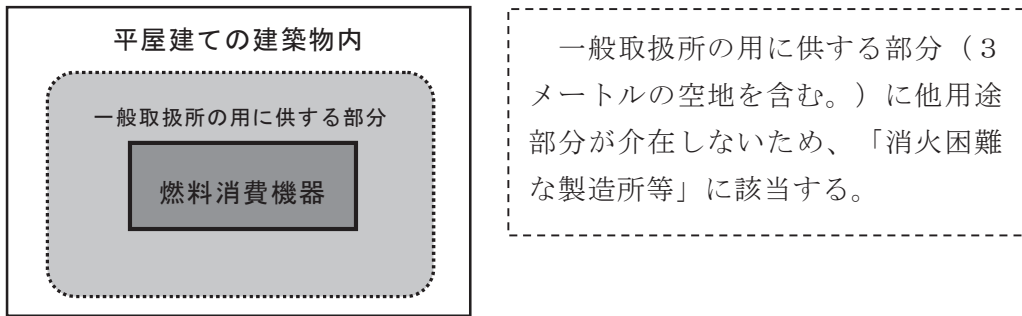 平屋建ての建築物内
一般取扱所の用に供する部分
燃料消費機器
一般取扱所の用に供する部分（３
メートルの空地を含む。）に他用途
部分が介在しないため、「消火困難
な製造所等」に該当する。